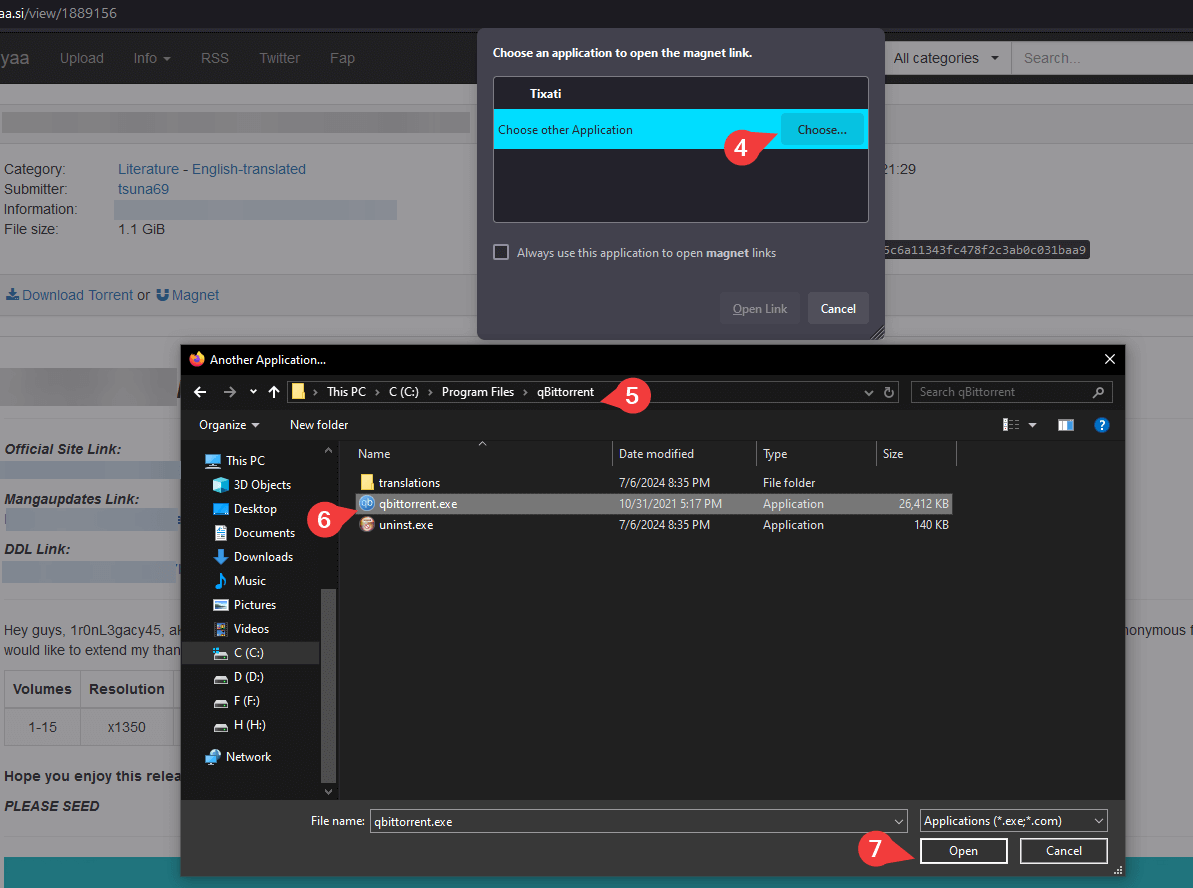 aa.si/view/1889156
yaa Upload Info RSS Twitter Fap
All categories Search...
Choose an application to open the magnet link.
Tixati
Choose other Application Choose...
4
Always use this application to open magnet links
Open Link Cancel
Category: Literature - English-translated
Submitter: tsuna69
Information:
File size: 1.1 GiB
21:29
5c6a11343fc478f2c3ab0c031baa9
Download Torrent or Magnet
Official Site Link:
Mangaupdates Link:
DDL Link:
Hey guys, 1r0nL3gacy45, ak
nonymous
would like to extend my than
Volumes Resolution
1-15 x1350
Hope you enjoy this relea
PLEASE SEED
Another Application...
This PC C (C:) Program Files qBittorrent
5
Search qBittorrent
Organize New folder
This PC
3D Objects
Desktop
Documents
Downloads
Music
Pictures
Videos
C (C:)
D (D:)
F (F:)
H (H:)
Network
Name Date modified Type Size
translations 7/6/2024 8:35 PM File folder
qbittorrent.exe 10/31/2021 5:17 PM Application 26,412 KB
6
uninst.exe 7/6/2024 8:35 PM Application 140 KB
File name: qbittorrent.exe Applications (*.exe;*.com)
7
Open Cancel